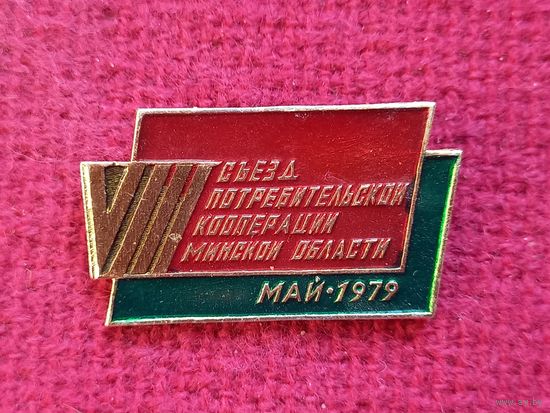 VIII СЪЕЗД
ПОТРЕБИТЕЛЬСКОЙ
КООПЕРАЦИИ
МИНСКОЙ ОБЛАСТИ
МАЙ·1979